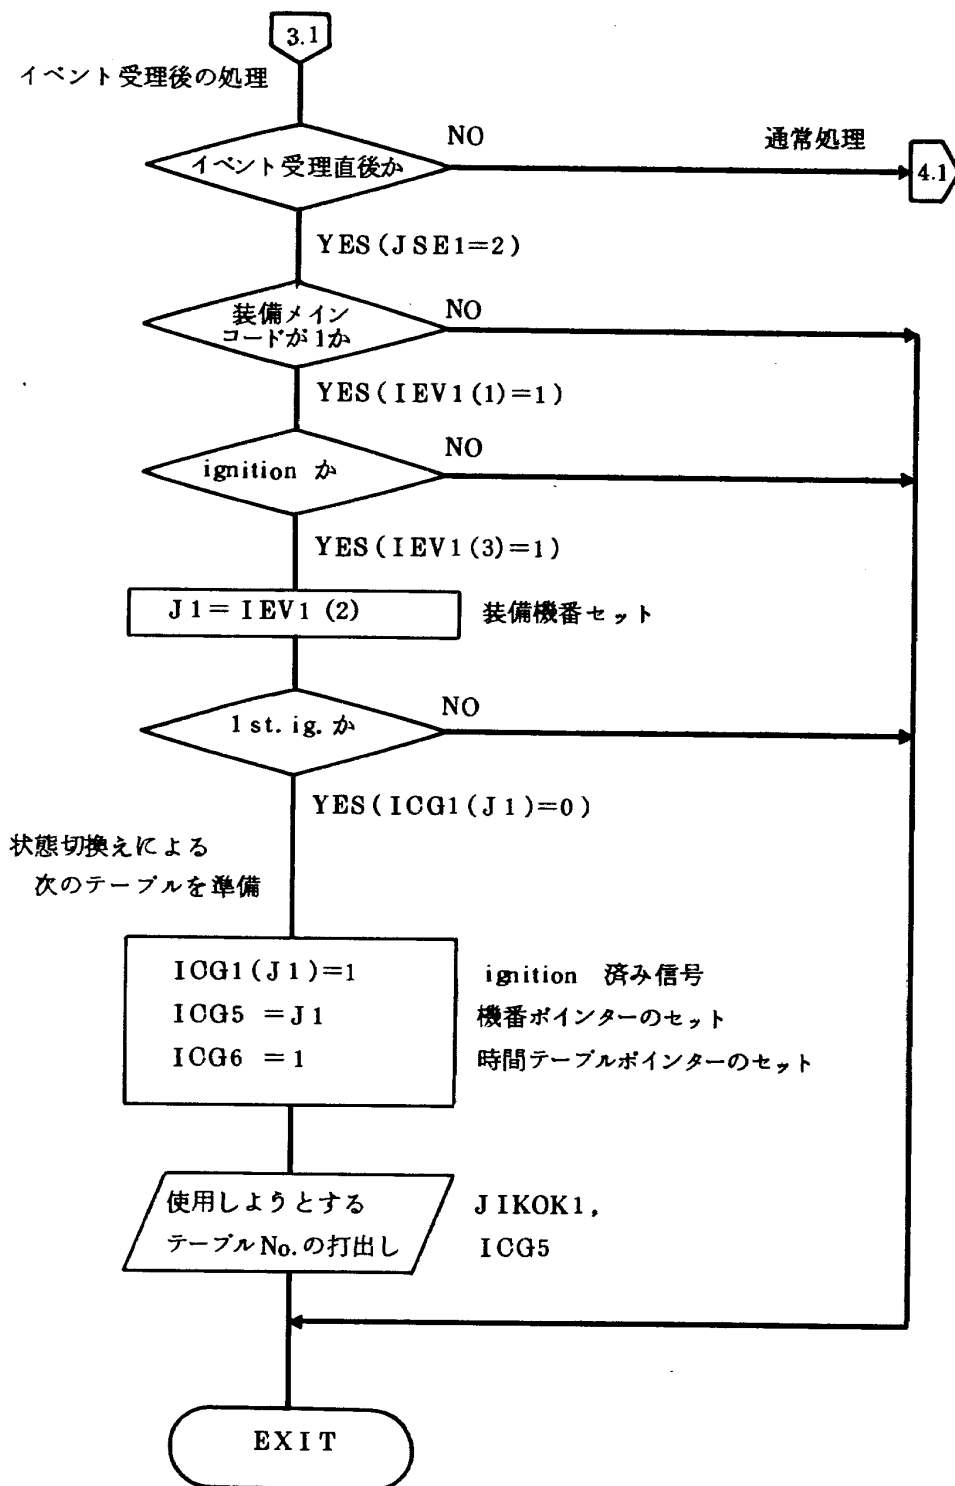 3.1
イベント受理後の処理
イベント受理直後か
NO
通常処理
4.1
YES(JSE1=2)
装備メイン
コードが1か
NO
YES(IEV1(1)=1)
ignition か
NO
YES(IEV1(3)=1)
J1=IEV1(2)
装備機番セット
1st.ig.か
NO
YES(ICG1(J1)=0)
状態切換えによる
次のテーブルを準備
ICG1(J1)=1
ignition 済み信号
ICG5 =J1
機番ポインターのセット
ICG6 =1
時間テーブルポインターのセット
使用しようとする
テーブルNo.の打出し
JIKOK1,
ICG5
EXIT